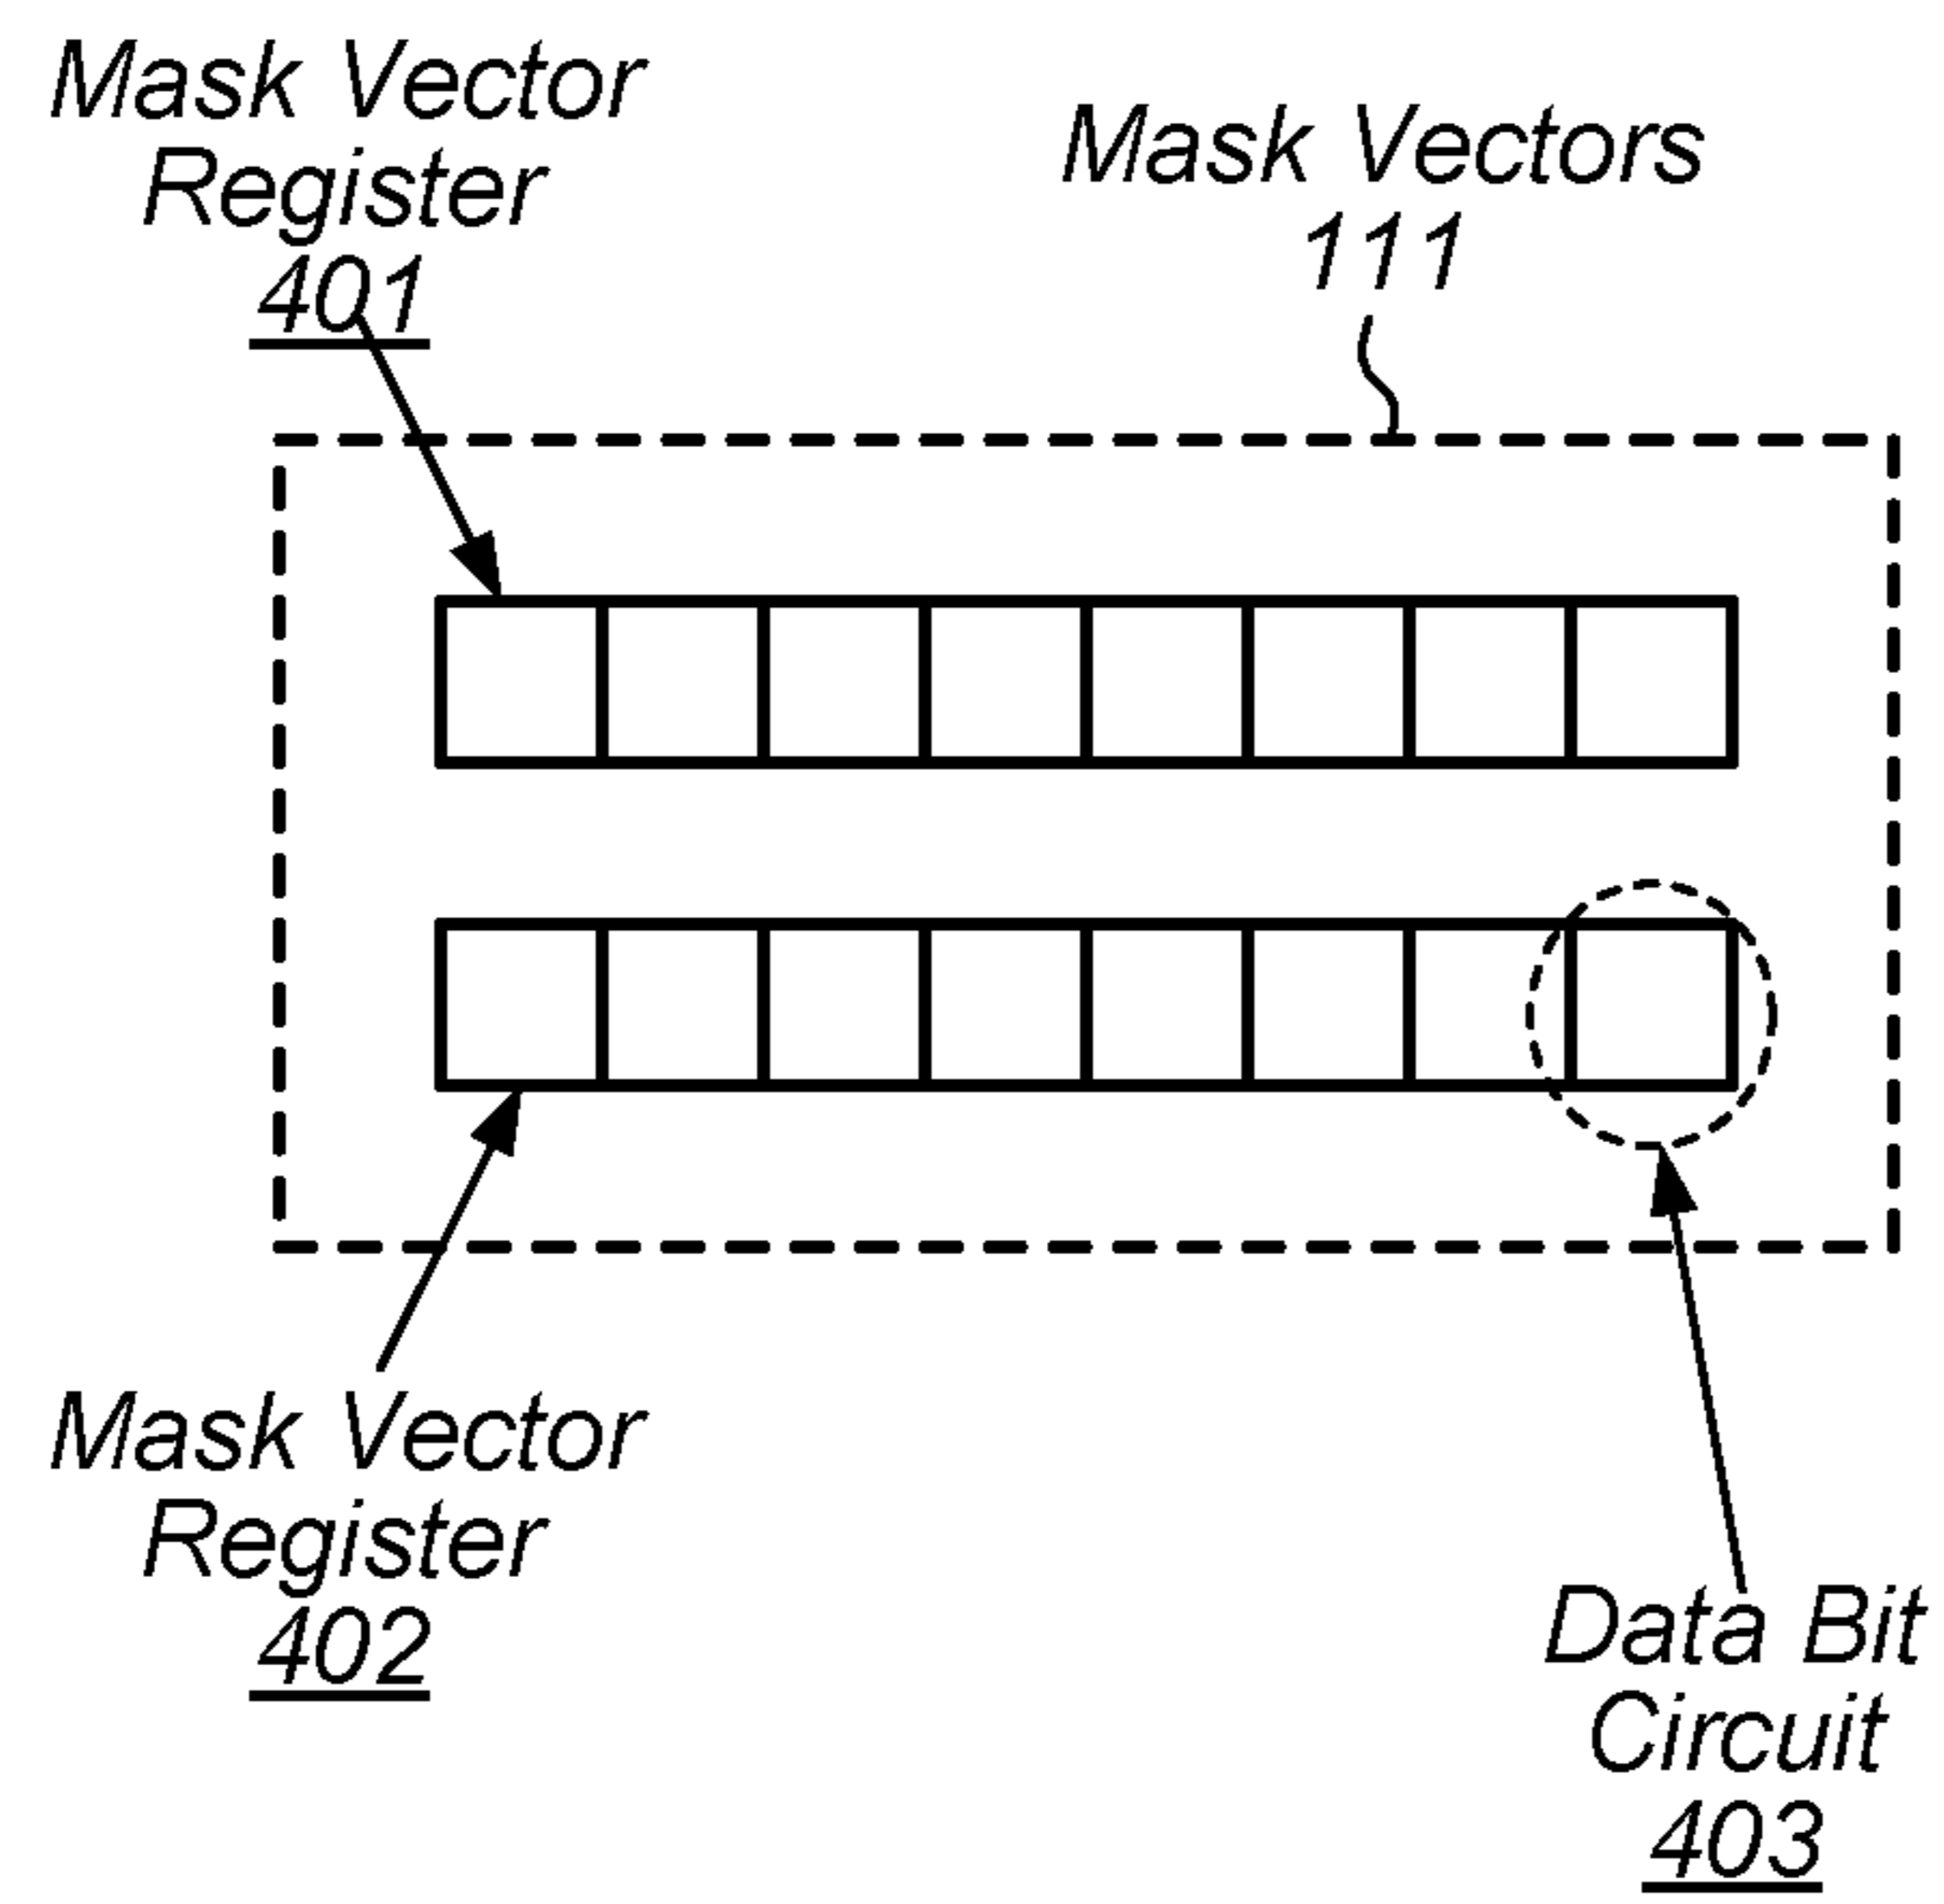 Mask Vector
Register
401
Mask Vectors
111
Mask Vector
Register
402
Data Bit
Circuit
403